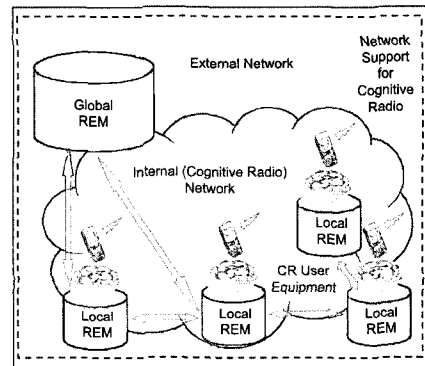 Network
Support for
Cognitive
Radio
External Network
Global
REM
Internal (Cognitive Radio)
Network
Local
REM
CR User
Equipment
Local
REM
Local
REM
Local
REM